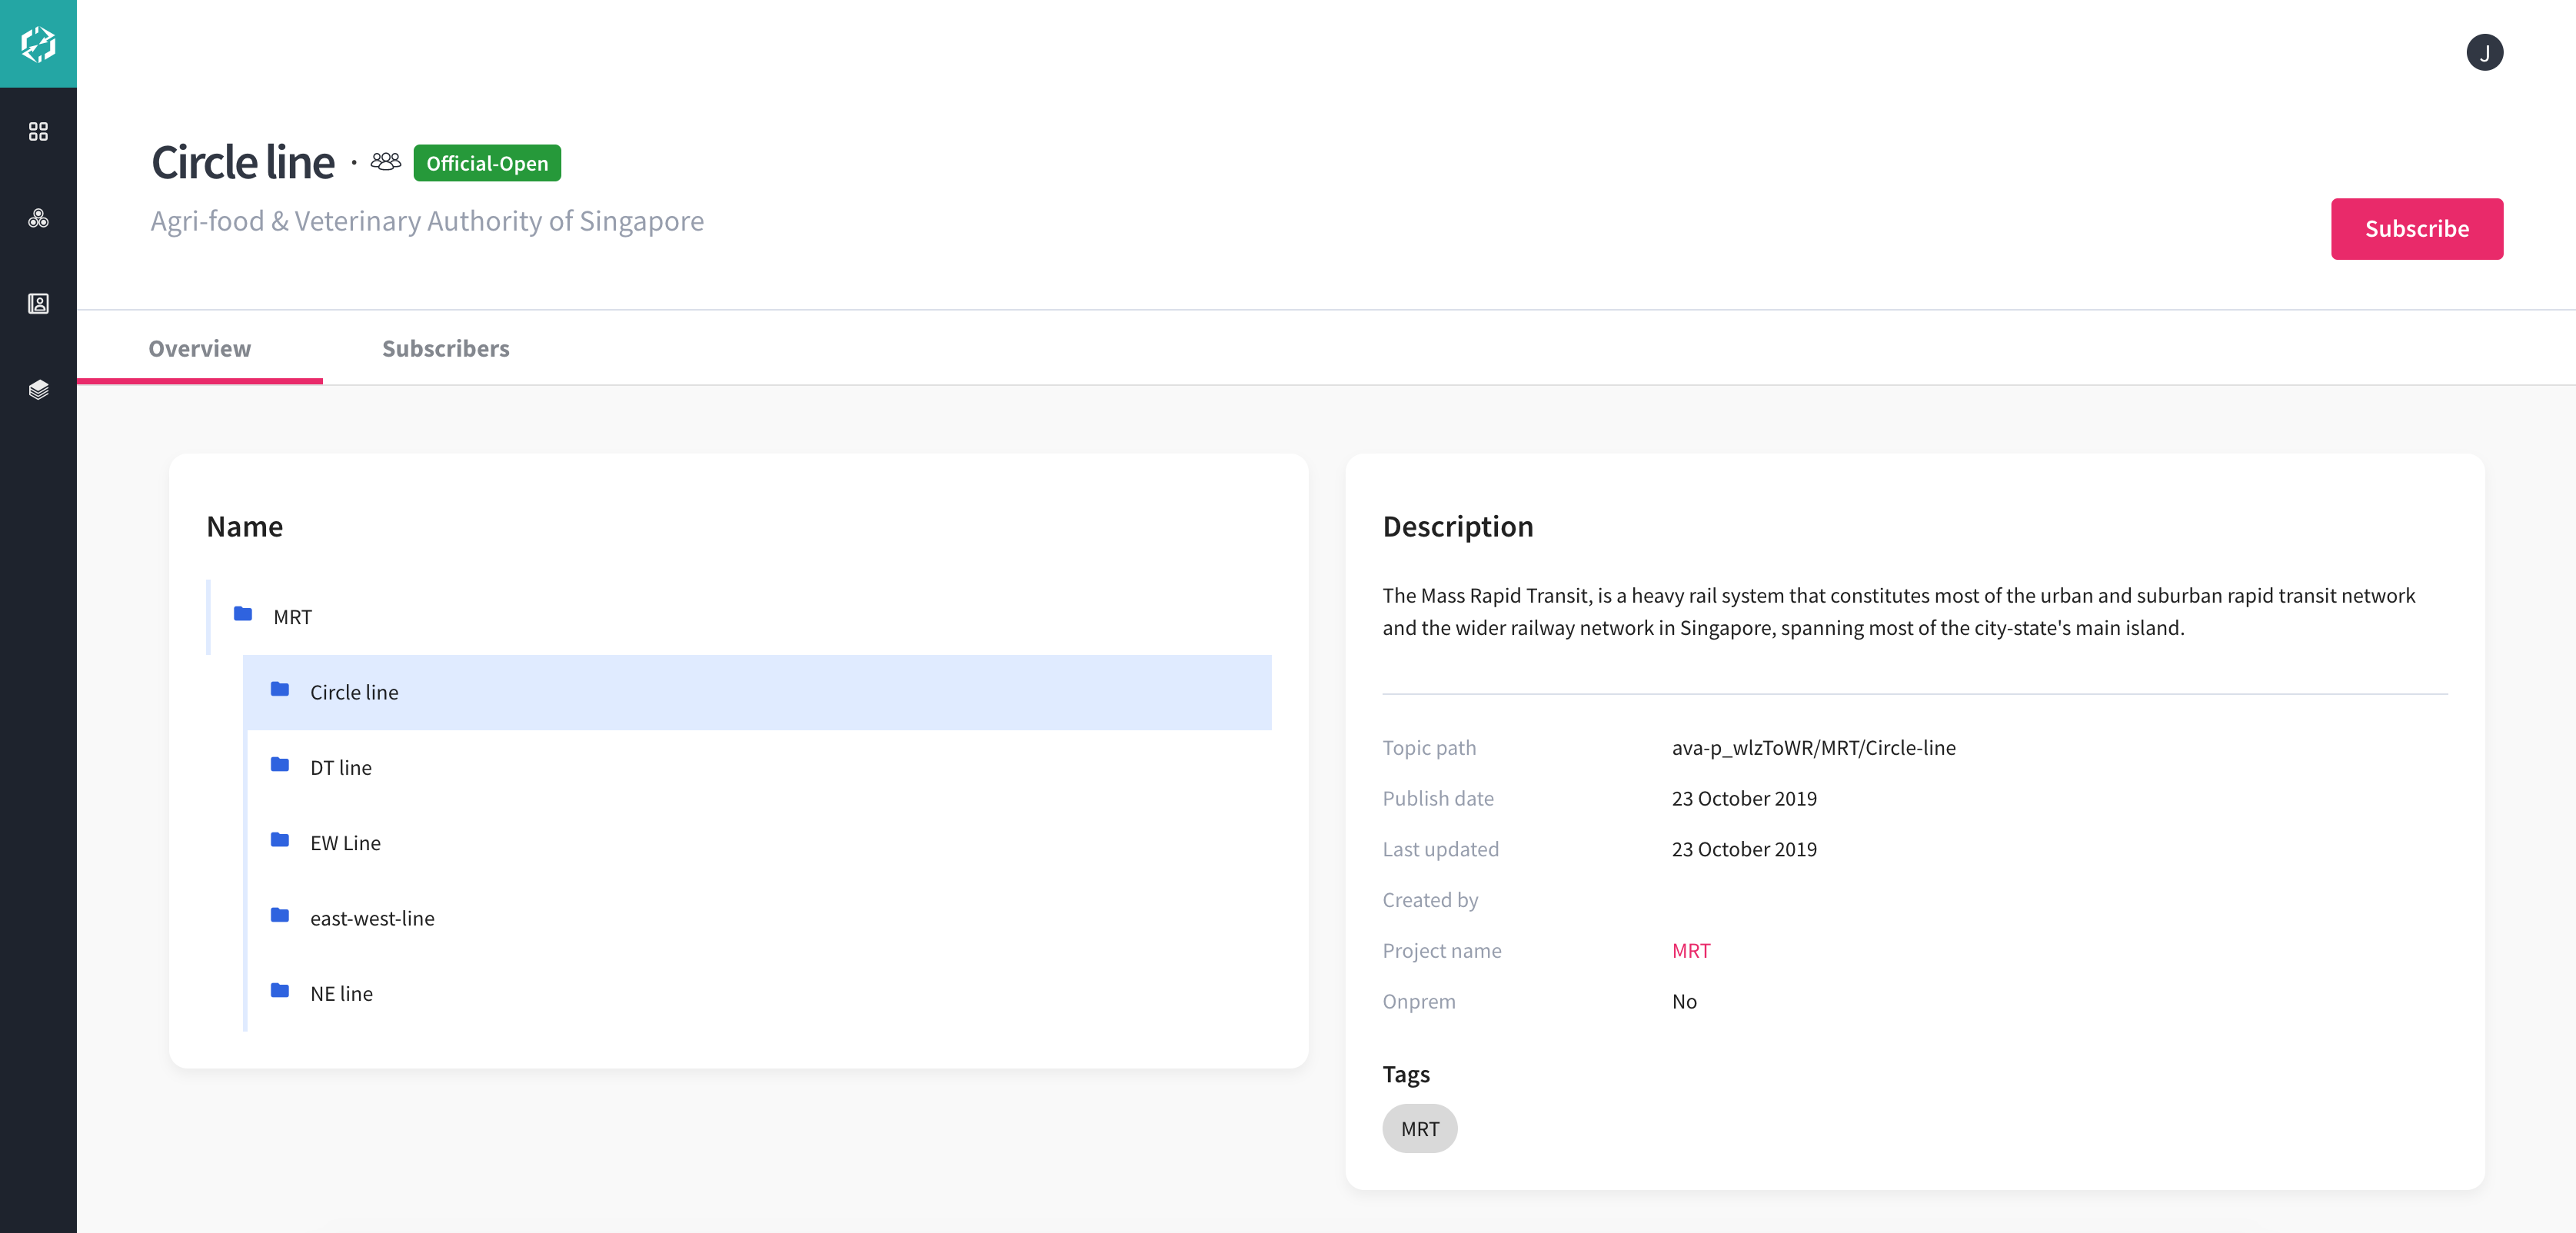 J
Circle line · Official-Open
Agri-food & Veterinary Authority of Singapore
Subscribe
Overview
Subscribers
Name
MRT
Circle line
DT line
EW Line
east-west-line
NE line
Description
The Mass Rapid Transit, is a heavy rail system that constitutes most of the urban and suburban rapid transit network
and the wider railway network in Singapore, spanning most of the city-state's main island.
Topic path ava-p_wlzToWR/MRT/Circle-line
Publish date 23 October 2019
Last updated 23 October 2019
Created by
Project name MRT
Onprem No
Tags
MRT